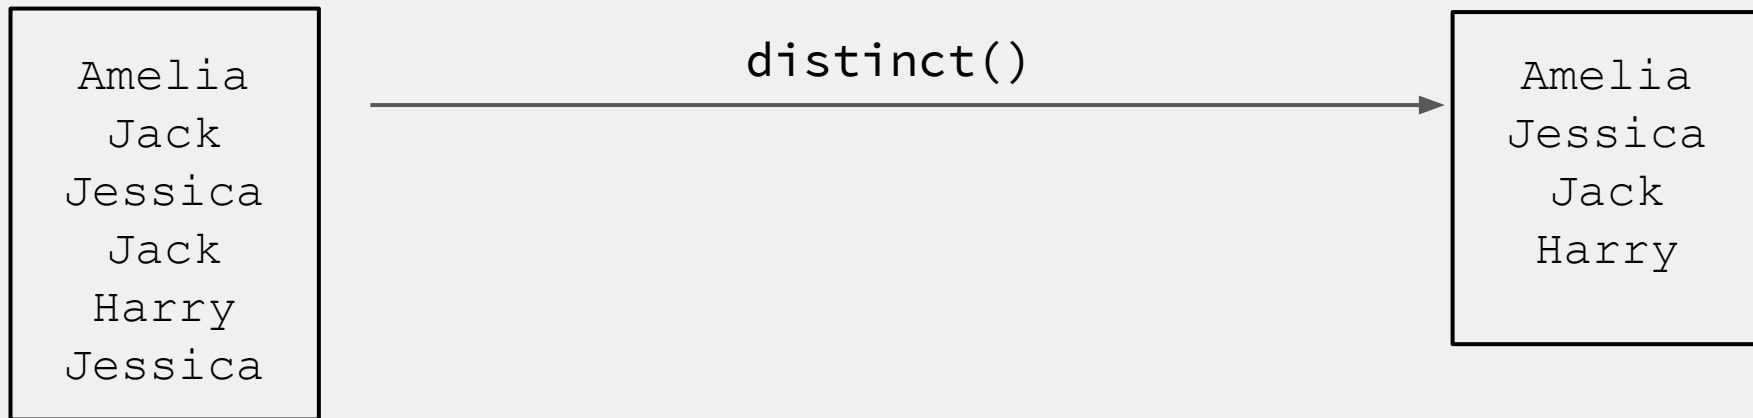 Amelia
Jack
Jessica
Jack
Harry
Jessica
distinct()
Amelia
Jessica
Jack
Harry